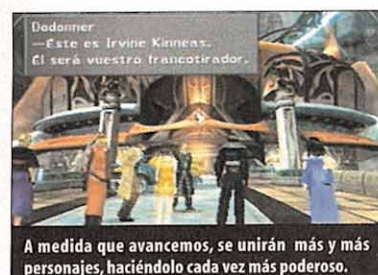 Dodonner
—Éste es Irvine Kinneas.
Él será vuestro francotirador.
A medida que avancemos, se unirán más y más
personajes, haciéndolo cada vez más poderoso.